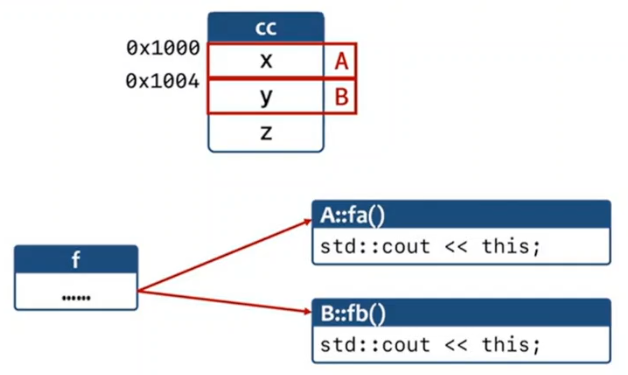 cc
0x1000
x
A
0x1004
y
B
z
A::fa()
std::cout << this;
f
……
B::fb()
std::cout << this;